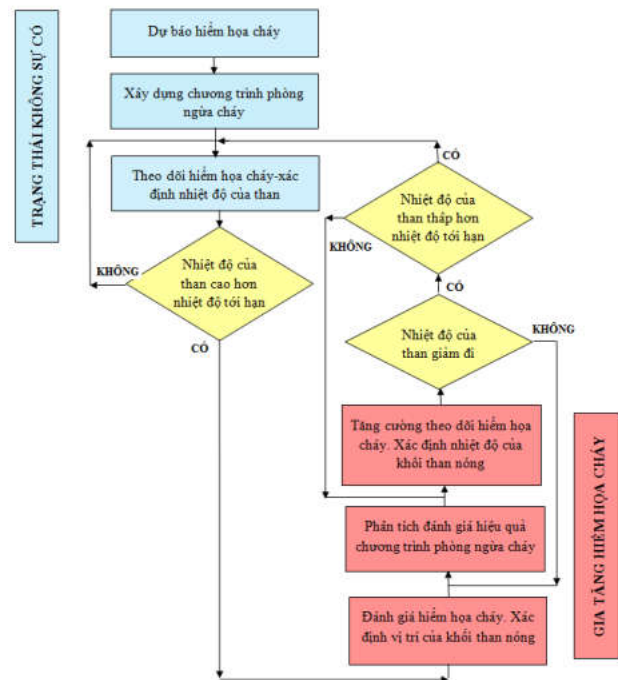 TRẠNG THÁI KHÔNG SỰ CÓ
Dự báo hiểm họa cháy
Xây dựng chương trình phòng
ngừa cháy
Theo dõi hiểm họa cháy-xác
định nhiệt độ của than
Nhiệt độ của
than cao hơn
nhiệt độ tới hạn
KHÔNG
CÓ
CÓ
Nhiệt độ của
than thấp hơn
nhiệt độ tới hạn
KHÔNG
CÓ
Nhiệt độ của
than giảm đi
KHÔNG
Tăng cường theo dõi hiểm họa
cháy. Xác định nhiệt độ của
khối than nóng
Phân tích đánh giá hiệu quả
chương trình phòng ngừa cháy
Đánh giá hiểm họa cháy. Xác
định vị trí của khối than nóng
GIA TĂNG HIỂM HỌA CHÁY